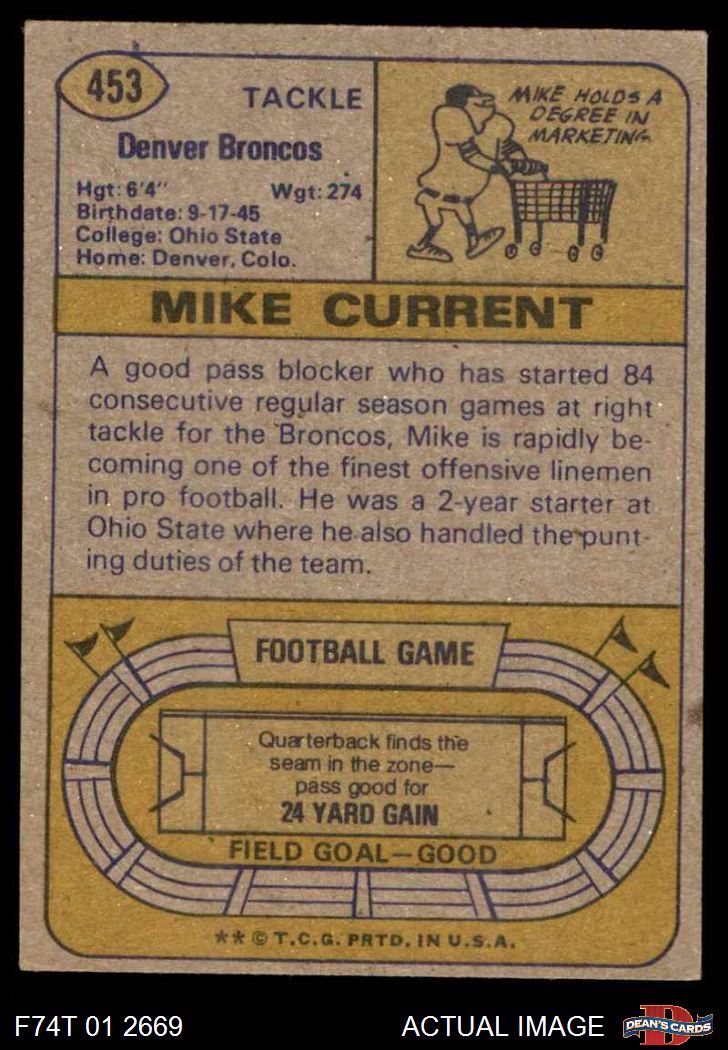 453
TACKLE
Denver Broncos
Hgt: 6'4" Wgt: 274
Birthdate: 9-17-45
College: Ohio State
Home: Denver, Colo.
MIKE HOLDS A
DEGREE IN
MARKETING.
MIKE CURRENT
A good pass blocker who has started 84
consecutive regular season games at right
tackle for the Broncos, Mike is rapidly be-
coming one of the finest offensive linemen
in pro football. He was a 2-year starter at
Ohio State where he also handled the punt-
ing duties of the team.
FOOTBALL GAME
Quarterback finds the
seam in the zone—
pass good for
24 YARD GAIN
FIELD GOAL—GOOD
** © T.C.G. PRTD. IN U.S.A.
F74T 01 2669 ACTUAL IMAGE
D
DEAN'S CARDS